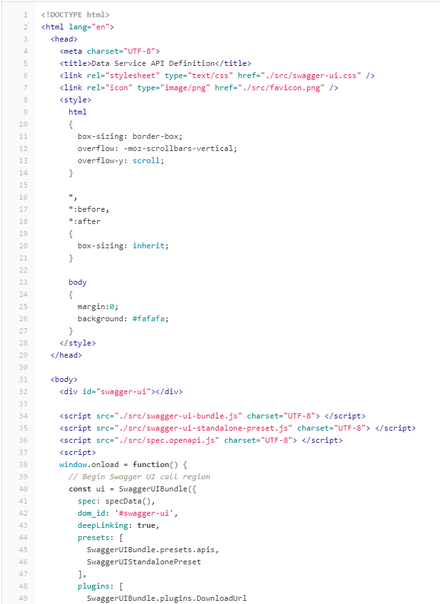 1 <!DOCTYPE html>
2 <html lang="en">
3   <head>
4     <meta charset="UTF-8">
5     <title>Data Service API Definition</title>
6     <link rel="stylesheet" type="text/css" href="./src/swagger-ui.css" />
7     <link rel="icon" type="image/png" href="./src/favicon.png" />
8     <style>
9       html
10       {
11         box-sizing: border-box;
12         overflow: -moz-scrollbars-vertical;
13         overflow-y: scroll;
14       }
15
16       *,
17       *:before,
18       *:after
19       {
20         box-sizing: inherit;
21       }
22
23       body
24       {
25         margin:0;
26         background: #fafafa;
27       }
28     </style>
29   </head>
30
31   <body>
32     <div id="swagger-ui"></div>
33
34     <script src="./src/swagger-ui-bundle.js" charset="UTF-8"> </script>
35     <script src="./src/swagger-ui-standalone-preset.js" charset="UTF-8"> </script>
36     <script src="./src/spec.openapi.js" charset="UTF-8"> </script>
37     <script>
38     window.onload = function() {
39       // Begin Swagger UI call region
40       const ui = SwaggerUIBundle({
41         spec: specData(),
42         dom_id: '#swagger-ui',
43         deepLinking: true,
44         presets: [
45           SwaggerUIBundle.presets.apis,
46           SwaggerUIStandalonePreset
47         ],
48         plugins: [
49           SwaggerUIBundle.plugins.DownloadUrl